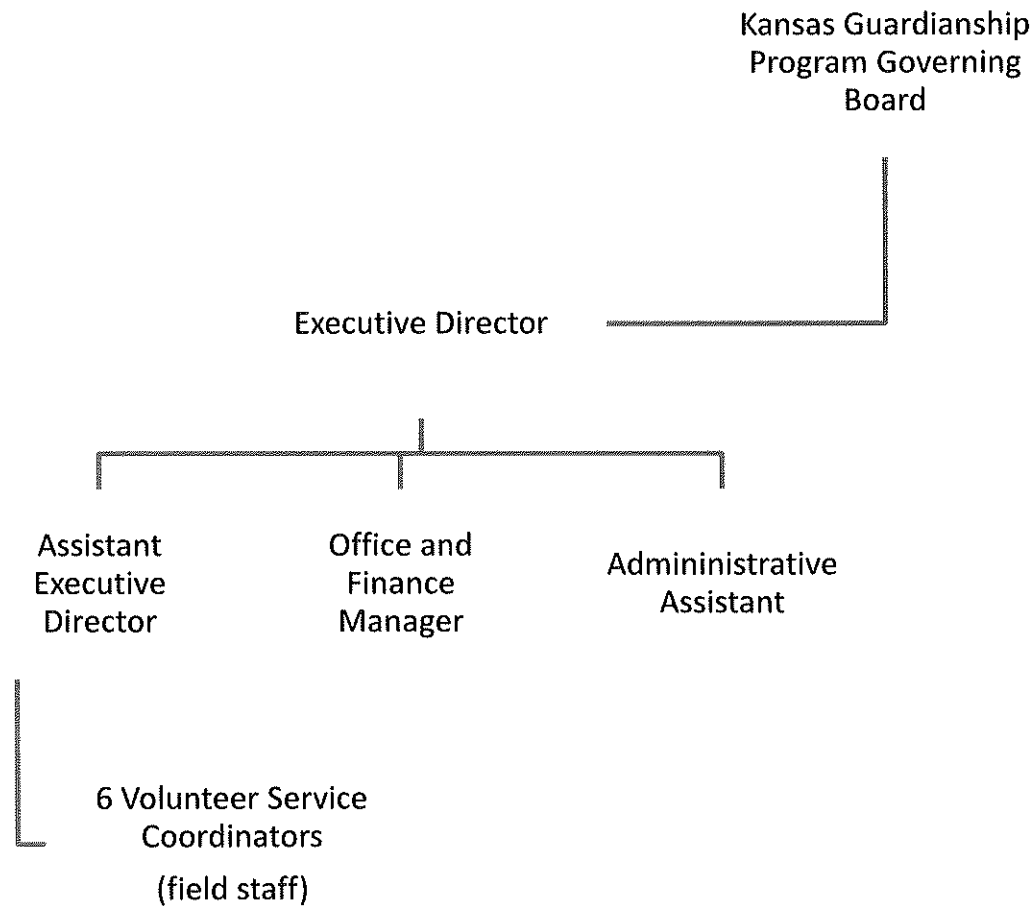 Kansas Guardianship
Program Governing
Board
Executive Director
Assistant
Executive
Director
Office and
Finance
Manager
Admininistrative
Assistant
6 Volunteer Service
Coordinators
(field staff)